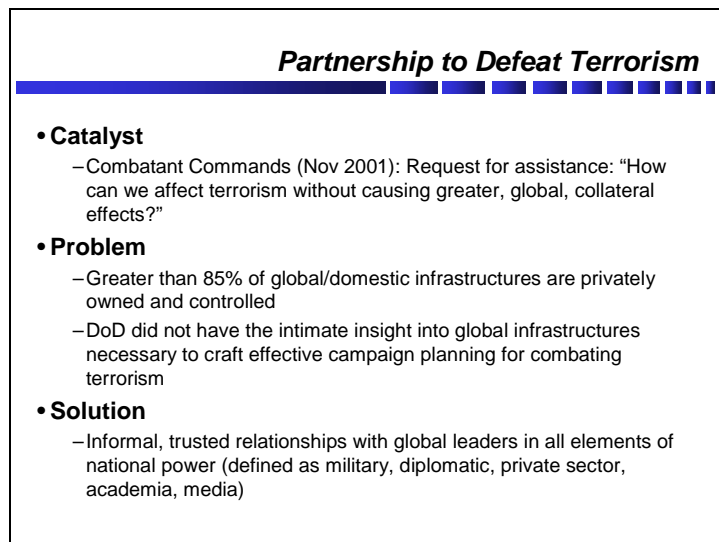 Partnership to Defeat Terrorism
• Catalyst
–Combatant Commands (Nov 2001): Request for assistance: “How
can we affect terrorism without causing greater, global, collateral
effects?”
• Problem
–Greater than 85% of global/domestic infrastructures are privately
owned and controlled
–DoD did not have the intimate insight into global infrastructures
necessary to craft effective campaign planning for combating
terrorism
• Solution
–Informal, trusted relationships with global leaders in all elements of
national power (defined as military, diplomatic, private sector,
academia, media)